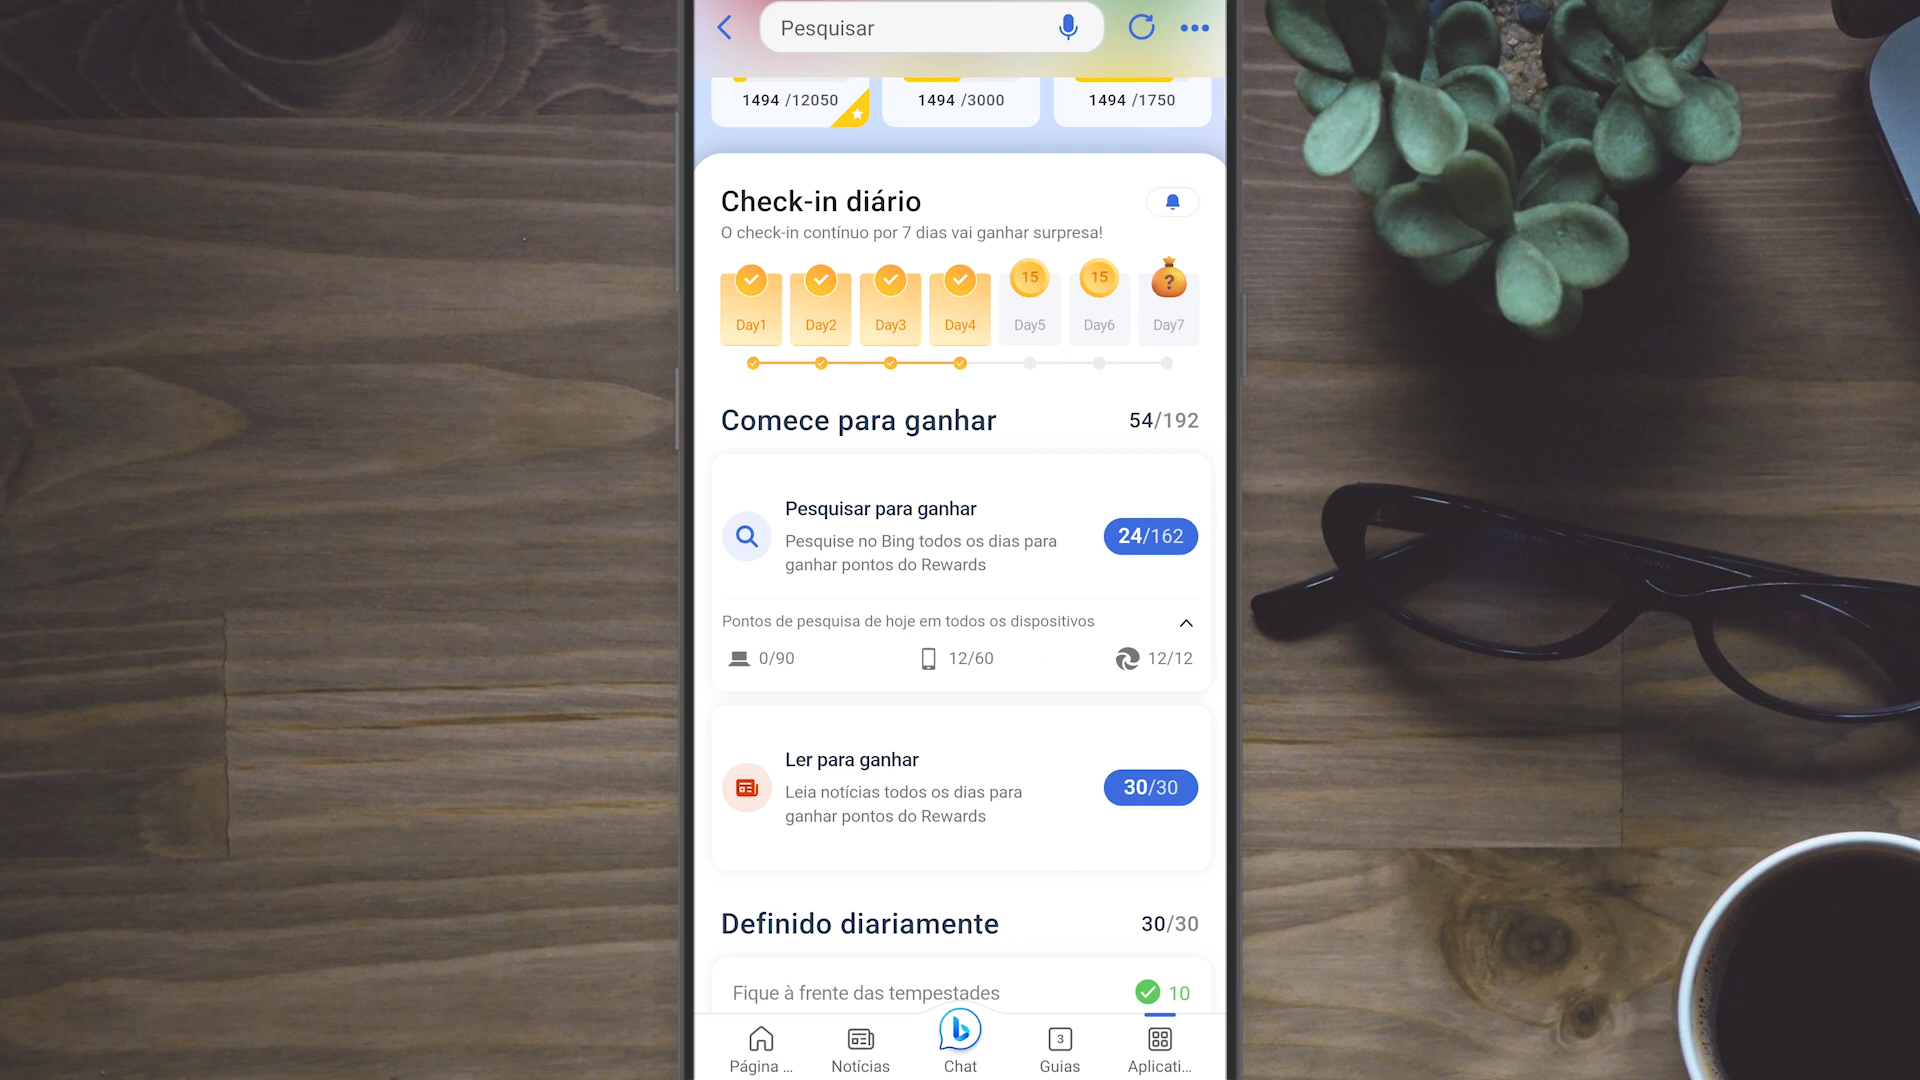 Pesquisar
1494 /12050
1494 /3000
1494 /1750
Check-in diário
O check-in contínuo por 7 dias vai ganhar surpresa!
15
15
?
Day1
Day2
Day3
Day4
Day5
Day6
Day7
Comece para ganhar
54/192
Pesquisar para ganhar
Pesquise no Bing todos os dias para
ganhar pontos do Rewards
24/162
Pontos de pesquisa de hoje em todos os dispositivos
0/90
12/60
12/12
Ler para ganhar
Leia notícias todos os dias para
ganhar pontos do Rewards
30/30
Definido diariamente
30/30
Fique à frente das tempestades
10
3
Página ...
Notícias
Chat
Guias
Aplicati...